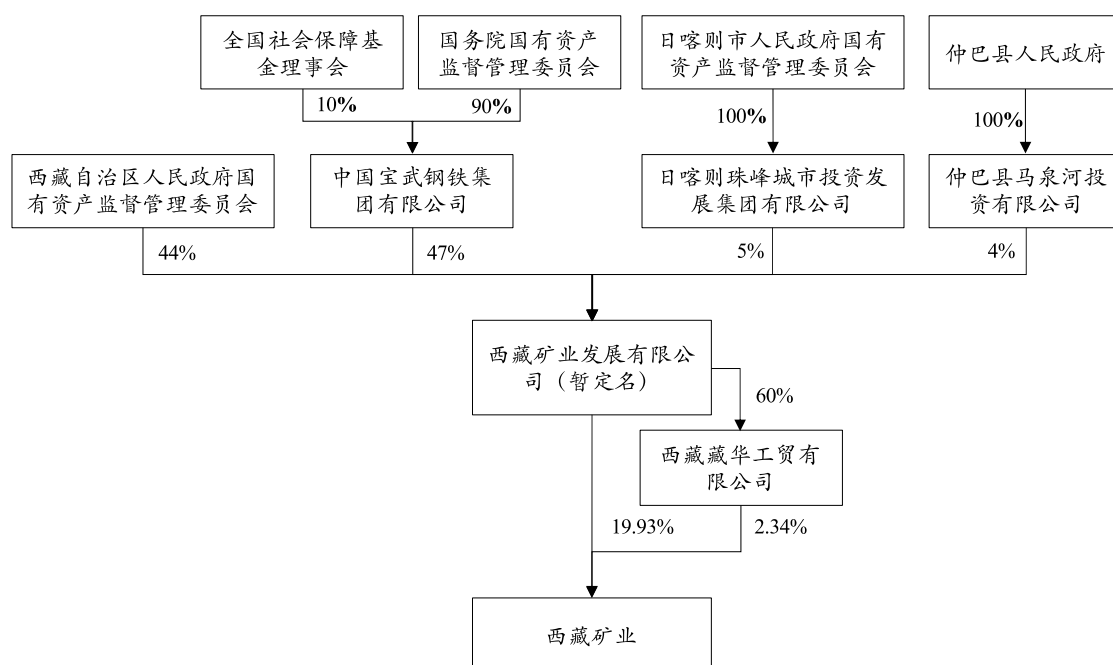 全国社会保障基
金理事会
国务院国有资产
监督管理委员会
日喀则市人民政府国有
资产监督管理委员会
仲巴县人民政府
10%
90%
100%
100%
西藏自治区人民政府国
有资产监督管理委员会
中国宝武钢铁集
团有限公司
日喀则珠峰城市投资发
展集团有限公司
仲巴县马泉河投
资有限公司
44%
47%
5%
4%
西藏矿业发展有限公
司（暂定名）
60%
西藏藏华工贸有
限公司
19.93%
2.34%
西藏矿业